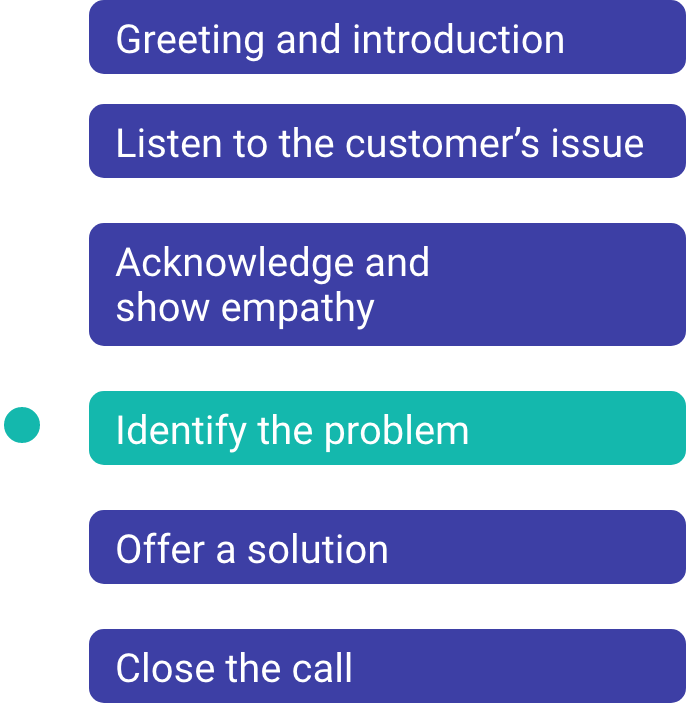 Greeting and introduction
Listen to the customer’s issue
Acknowledge and
show empathy
Identify the problem
Offer a solution
Close the call